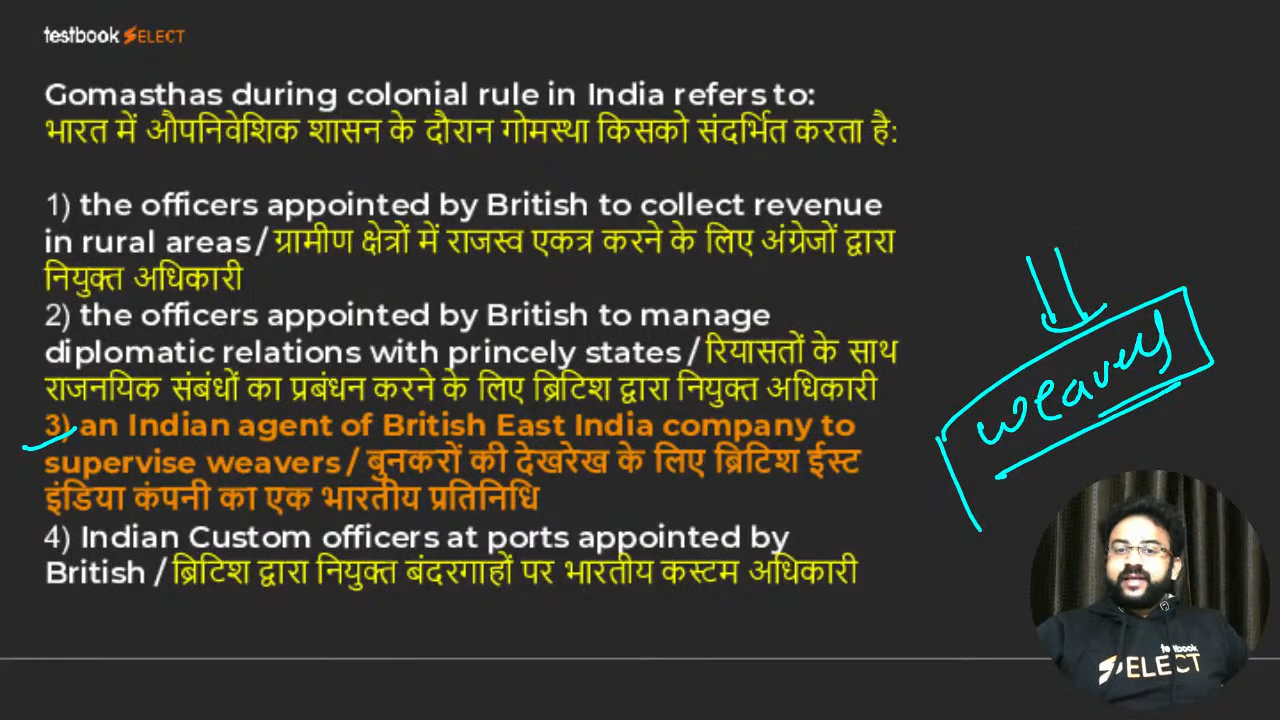 testbook SELECT
Gomasthas during colonial rule in India refers to:
भारत में औपनिवेशिक शासन के दौरान गोमस्था किसको संदर्भित करता है:
1) the officers appointed by British to collect revenue
in rural areas / ग्रामीण क्षेत्रों में राजस्व एकत्र करने के लिए अंग्रेजों द्वारा
नियुक्त अधिकारी
2) the officers appointed by British to manage
diplomatic relations with princely states / रियासतों के साथ
राजनयिक संबंधों का प्रबंधन करने के लिए ब्रिटिश द्वारा नियुक्त अधिकारी
3) an Indian agent of British East India company to
supervise weavers / बुनकरों की देखरेख के लिए ब्रिटिश ईस्ट
इंडिया कंपनी का एक भारतीय प्रतिनिधि
4) Indian Custom officers at ports appointed by
British / ब्रिटिश द्वारा नियुक्त बंदरगाहों पर भारतीय कस्टम अधिकारी
weavers
testbook
SELECT